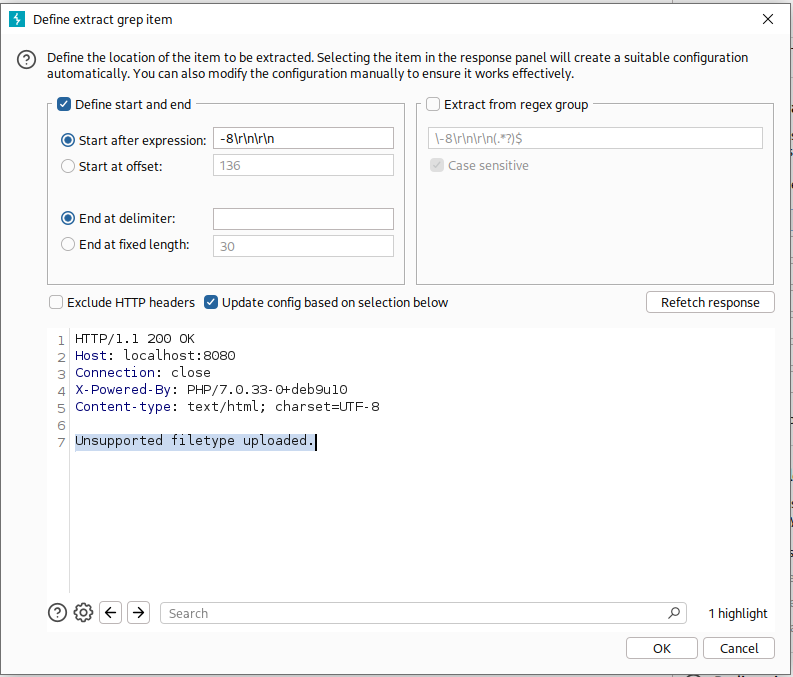 Define extract grep item
Define the location of the item to be extracted. Selecting the item in the response panel will create a suitable configuration
automatically. You can also modify the configuration manually to ensure it works effectively.
Define start and end
Start after expression: -8\r\n\r\n
Start at offset: 136
End at delimiter:
End at fixed length: 30
Extract from regex group
\-8\r\n\r\n(.*?)$
Case sensitive
Exclude HTTP headers Update config based on selection below Refetch response
1 HTTP/1.1 200 OK
2 Host: localhost:8080
3 Connection: close
4 X-Powered-By: PHP/7.0.33-0+deb9u10
5 Content-type: text/html; charset=UTF-8
6
7 Unsupported filetype uploaded.
Search 1 highlight
OK Cancel